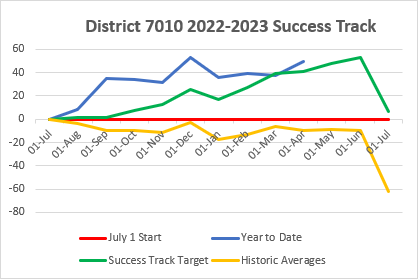 District 7010 2022-2023 Success Track
60
40
20
0
-20
-40
-60
-80
01-Jul
01-Aug
01-Sep
01-Oct
01-Nov
01-Dec
01-Jan
01-Feb
01-Mar
01-Apr
01-May
01-Jun
01-Jul
July 1 Start
Year to Date
Success Track Target
Historic Averages